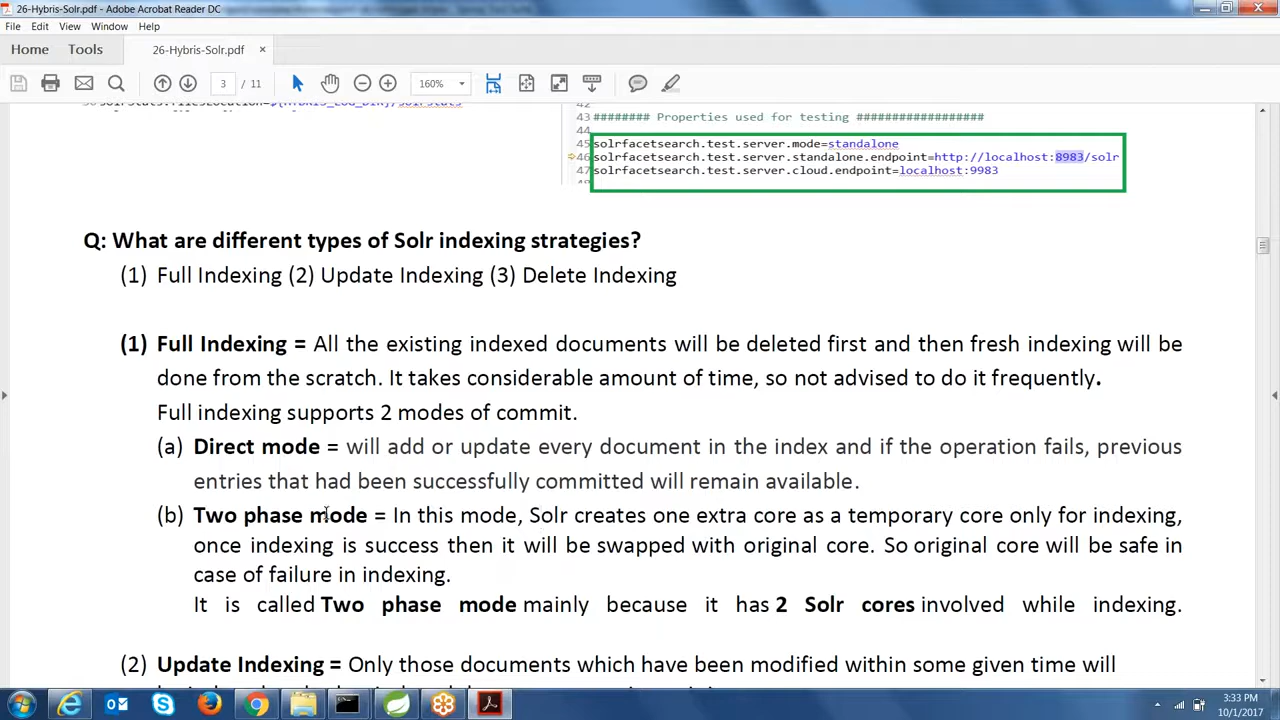 26-Hybris-Solr.pdf - Adobe Acrobat Reader DC
File Edit View Window Help
Home Tools 26-Hybris-Solr.pdf ×
3 / 11 160%
42
43 ######## Properties used for testing ##################
44
45 solrfacetsearch.test.server.mode=standalone
46 solrfacetsearch.test.server.standalone.endpoint=http://localhost:8983/solr
47 solrfacetsearch.test.server.cloud.endpoint=localhost:9983
Q: What are different types of Solr indexing strategies?
(1) Full Indexing (2) Update Indexing (3) Delete Indexing
(1) Full Indexing = All the existing indexed documents will be deleted first and then fresh indexing will be
done from the scratch. It takes considerable amount of time, so not advised to do it frequently.
Full indexing supports 2 modes of commit.
(a) Direct mode = will add or update every document in the index and if the operation fails, previous
entries that had been successfully committed will remain available.
(b) Two phase mode = In this mode, Solr creates one extra core as a temporary core only for indexing,
once indexing is success then it will be swapped with original core. So original core will be safe in
case of failure in indexing.
It is called Two phase mode mainly because it has 2 Solr cores involved while indexing.
(2) Update Indexing = Only those documents which have been modified within some given time will
3:33 PM
10/1/2017